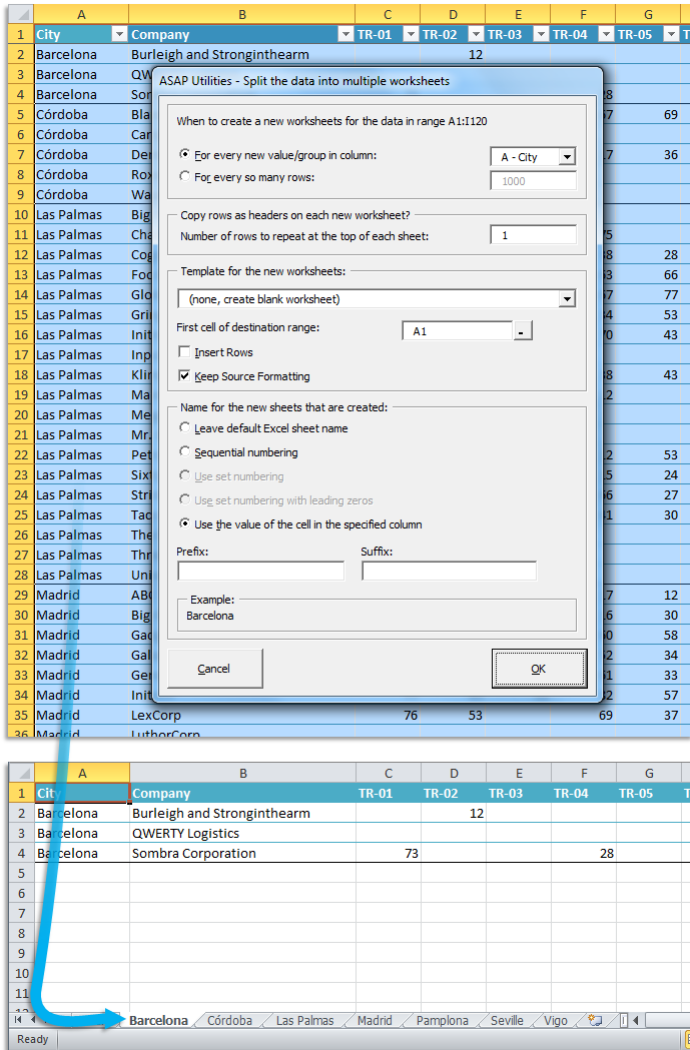 A B C D E F G
1 City Company TR-01 TR-02 TR-03 TR-04 TR-05
2 Barcelona Burleigh and Stronginthearm 12
3 Barcelona
4 Barcelona
5 Córdoba 69
6 Córdoba
7 Córdoba 36
8 Córdoba
9 Córdoba
10 Las Palmas
11 Las Palmas
12 Las Palmas 28
13 Las Palmas 66
14 Las Palmas 77
15 Las Palmas 53
16 Las Palmas 43
17 Las Palmas
18 Las Palmas 43
19 Las Palmas
20 Las Palmas
21 Las Palmas Mr.
22 Las Palmas 53
23 Las Palmas 24
24 Las Palmas 27
25 Las Palmas 30
26 Las Palmas
27 Las Palmas
28 Las Palmas
29 Madrid 12
30 Madrid 30
31 Madrid 58
32 Madrid 34
33 Madrid 33
34 Madrid 57
35 Madrid LexCorp 76 53 69 37
36 Madrid LuthorCorp
ASAP Utilities - Split the data into multiple worksheets
When to create a new worksheets for the data in range A1:I120
For every new value/group in column: A - City
For every so many rows: 1000
Copy rows as headers on each new worksheet?
Number of rows to repeat at the top of each sheet: 1
Template for the new worksheets:
(none, create blank worksheet)
First cell of destination range: A1 -
Insert Rows
Keep Source Formatting
Name for the new sheets that are created:
Leave default Excel sheet name
Sequential numbering
Use set numbering
Use set numbering with leading zeros
Use the value of the cell in the specified column
Prefix: Suffix:
Example:
Barcelona
Cancel OK
A B C D E F G
1 City Company TR-01 TR-02 TR-03 TR-04 TR-05
2 Barcelona Burleigh and Stronginthearm 12
3 Barcelona QWERTY Logistics
4 Barcelona Sombra Corporation 73 28
5
6
7
8
9
10
11
12
Barcelona Córdoba Las Palmas Madrid Pamplona Seville Vigo
Ready